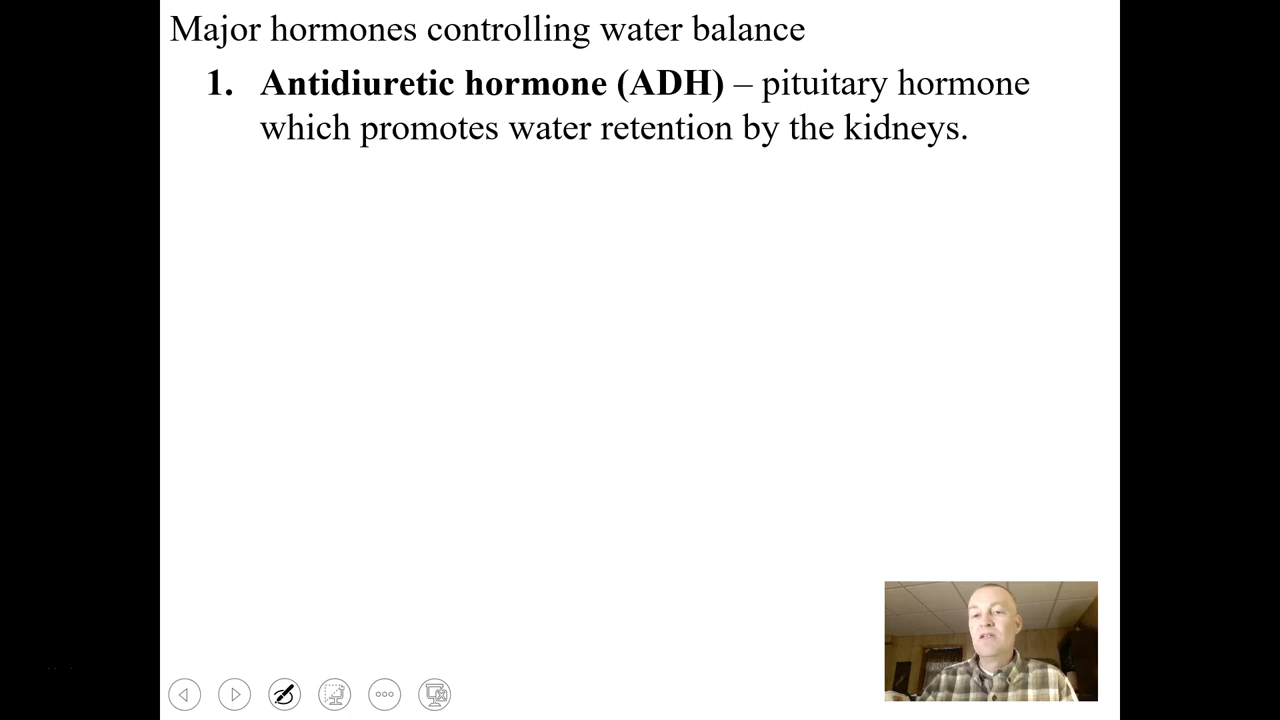 Major hormones controlling water balance
1. Antidiuretic hormone (ADH) – pituitary hormone
which promotes water retention by the kidneys.